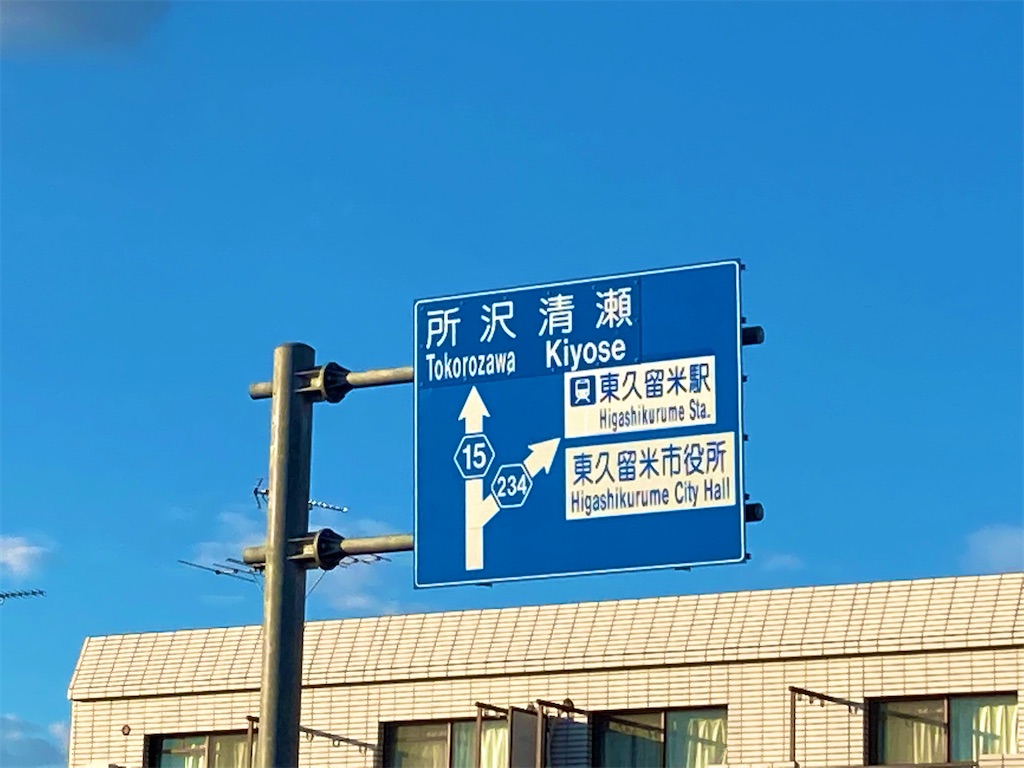 所沢 清瀬
Tokorozawa Kiyose
東久留米駅
Higashikurume Sta.
15
234
東久留米市役所
Higashikurume City Hall